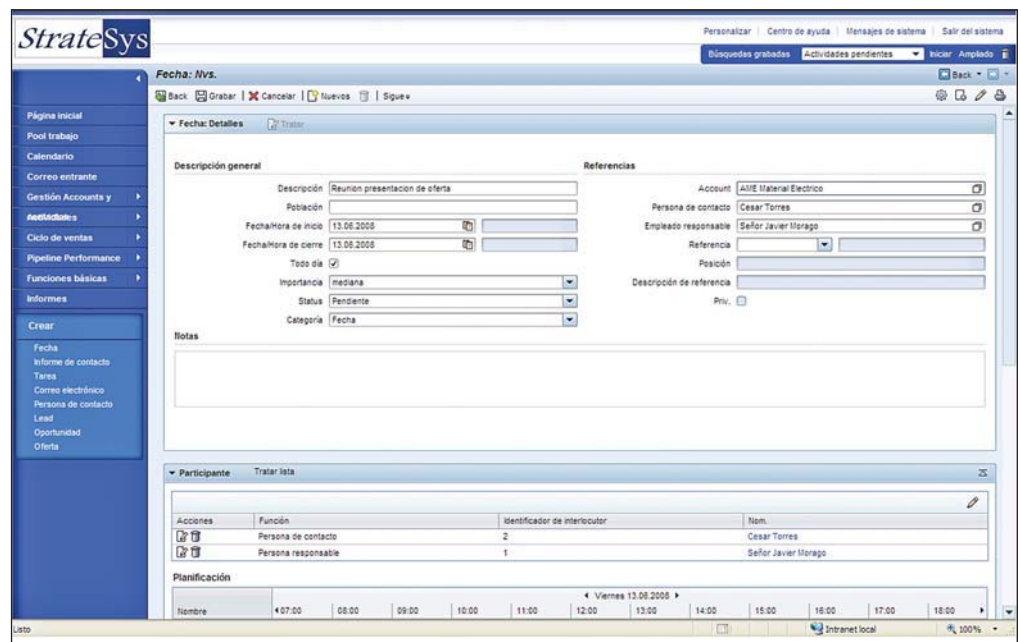 StrateSys
Personalizar | Centro de ayuda | Mensajes de sistema | Salir del sistema
Búsquedas grabadas Actividades pendientes Iniciar Ampliado
Fecha: Nvs.
Back
Back Grabar | Cancelar | Nuevos | Sigue
Página inicial
Pool trabajo
Calendario
Correo entrante
Gestión Accounts y
Ciclo de ventas
Pipeline Performance
Funciones básicas
Informes
Crear
Fecha
Informe de contacto
Tarea
Correo electrónico
Persona de contacto
Lead
Oportunidad
Oferta
Fecha: Detalles Tratar
Descripción general
Descripción Reunion presentacion de oferta
Población
Fecha/Hora de inicio 13.06.2008
Fecha/Hora de cierre 13.06.2008
Todo día
Importancia mediana
Status Pendiente
Categoría Fecha
Referencias
Account AME Material Electrico
Persona de contacto Cesar Torres
Empleado responsable Señor Javier Morago
Referencia
Posición
Descripción de referencia
Priv.
Notas
Participante Tratar lista
Acciones Función Identificador de interlocutor Nom.
Persona de contacto 2 Cesar Torres
Persona responsable 1 Señor Javier Morago
Planificación
Viernes 13.06.2008
Nombre 07:00 08:00 09:00 10:00 11:00 12:00 13:00 14:00 15:00 16:00 17:00 18:00
Listo Intranet local 100%